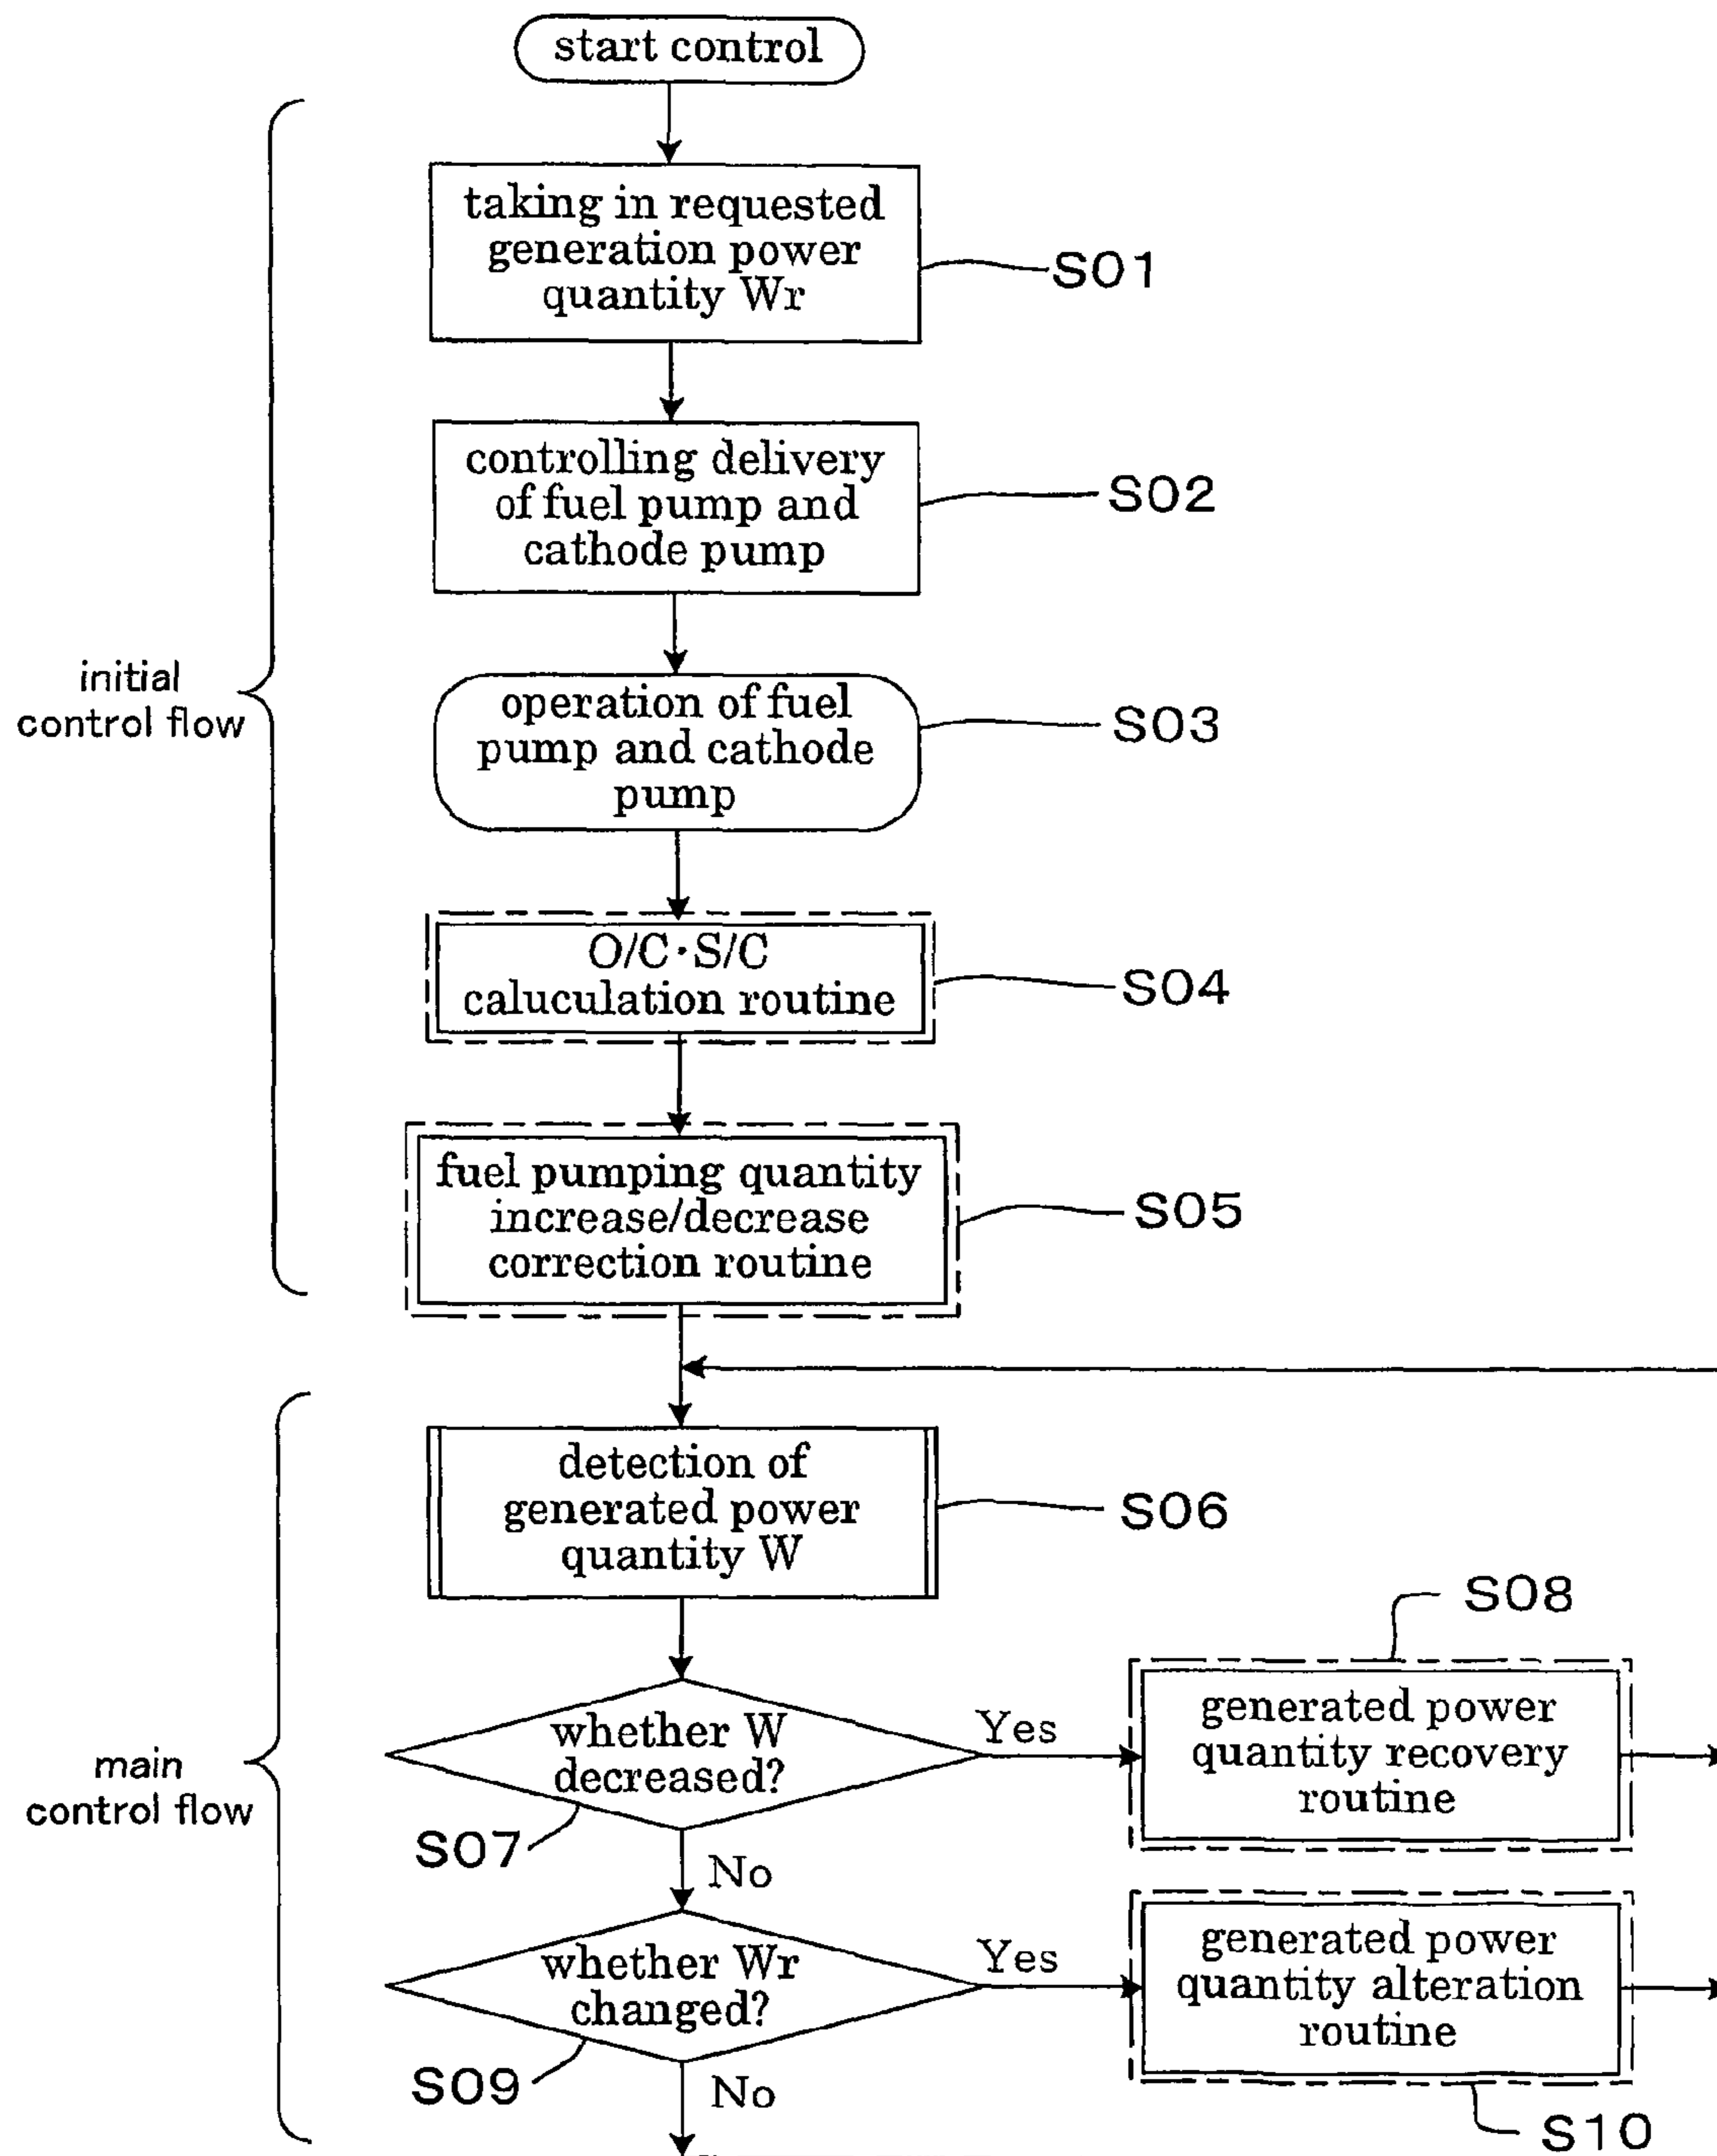 start control
taking in requested
generation power
quantity Wr
S01
controlling delivery
of fuel pump and
cathode pump
S02
initial
control flow
operation of fuel
pump and cathode
pump
S03
O/C·S/C
caluculation routine
S04
fuel pumping quantity
increase/decrease
correction routine
S05
detection of
generated power
quantity W
S06
main
control flow
whether W
decreased?
S07
Yes
No
S08
generated power
quantity recovery
routine
whether Wr
changed?
S09
Yes
No
generated power
quantity alteration
routine
S10